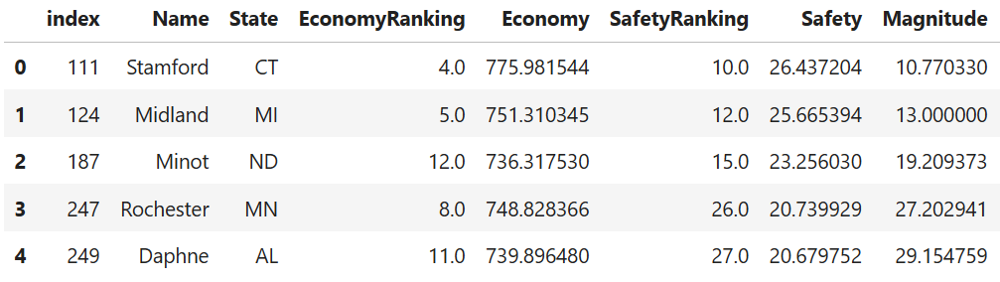 index Name State EconomyRanking Economy SafetyRanking Safety Magnitude
0 111 Stamford CT 4.0 775.981544 10.0 26.437204 10.770330
1 124 Midland MI 5.0 751.310345 12.0 25.665394 13.000000
2 187 Minot ND 12.0 736.317530 15.0 23.256030 19.209373
3 247 Rochester MN 8.0 748.828366 26.0 20.739929 27.202941
4 249 Daphne AL 11.0 739.896480 27.0 20.679752 29.154759